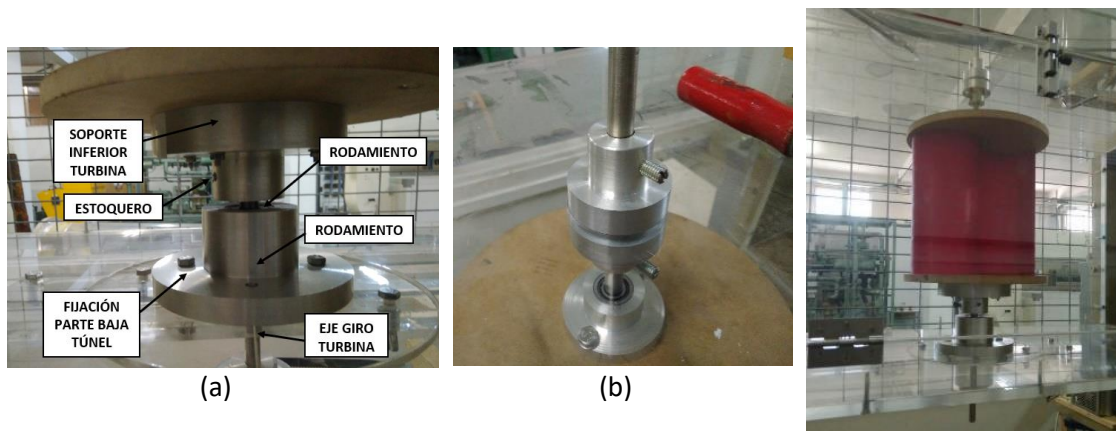 SOPORTE
INFERIOR
TURBINA
RODAMIENTO
ESTOQUERO
RODAMIENTO
FIJACIÓN
PARTE BAJA
TÚNEL
EJE GIRO
TURBINA
(a)
(b)